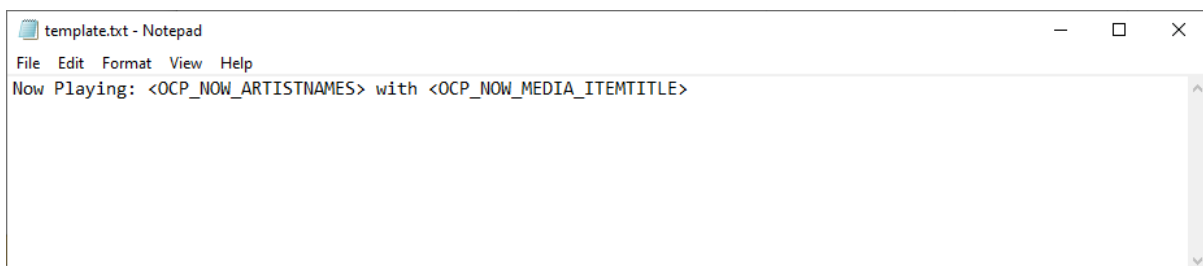 template.txt - Notepad
File Edit Format View Help
Now Playing: <OCP_NOW_ARTISTNAMES> with <OCP_NOW_MEDIA_ITEMTITLE>